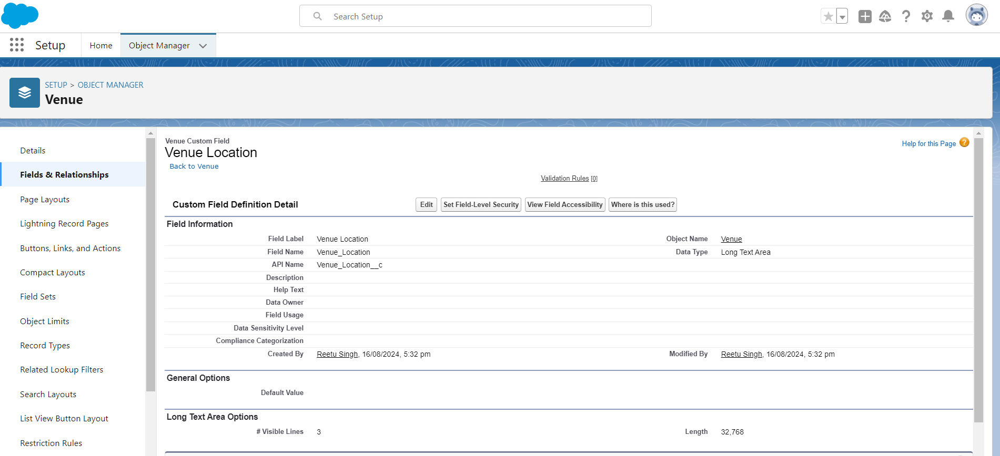 Search Setup
Setup
Home
Object Manager
SETUP > OBJECT MANAGER
Venue
Details
Fields & Relationships
Page Layouts
Lightning Record Pages
Buttons, Links, and Actions
Compact Layouts
Field Sets
Object Limits
Record Types
Related Lookup Filters
Search Layouts
List View Button Layout
Restriction Rules
Venue Custom Field
Venue Location
Back to Venue
Help for this Page ?
Validation Rules [0]
Custom Field Definition Detail
Edit
Set Field-Level Security
View Field Accessibility
Where is this used?
Field Information
Field Label Venue Location Object Name Venue
Field Name Venue_Location Data Type Long Text Area
API Name Venue_Location__c
Description
Help Text
Data Owner
Field Usage
Data Sensitivity Level
Compliance Categorization
Created By Reetu Singh, 16/08/2024, 5:32 pm Modified By Reetu Singh, 16/08/2024, 5:32 pm
General Options
Default Value
Long Text Area Options
# Visible Lines 3 Length 32,768